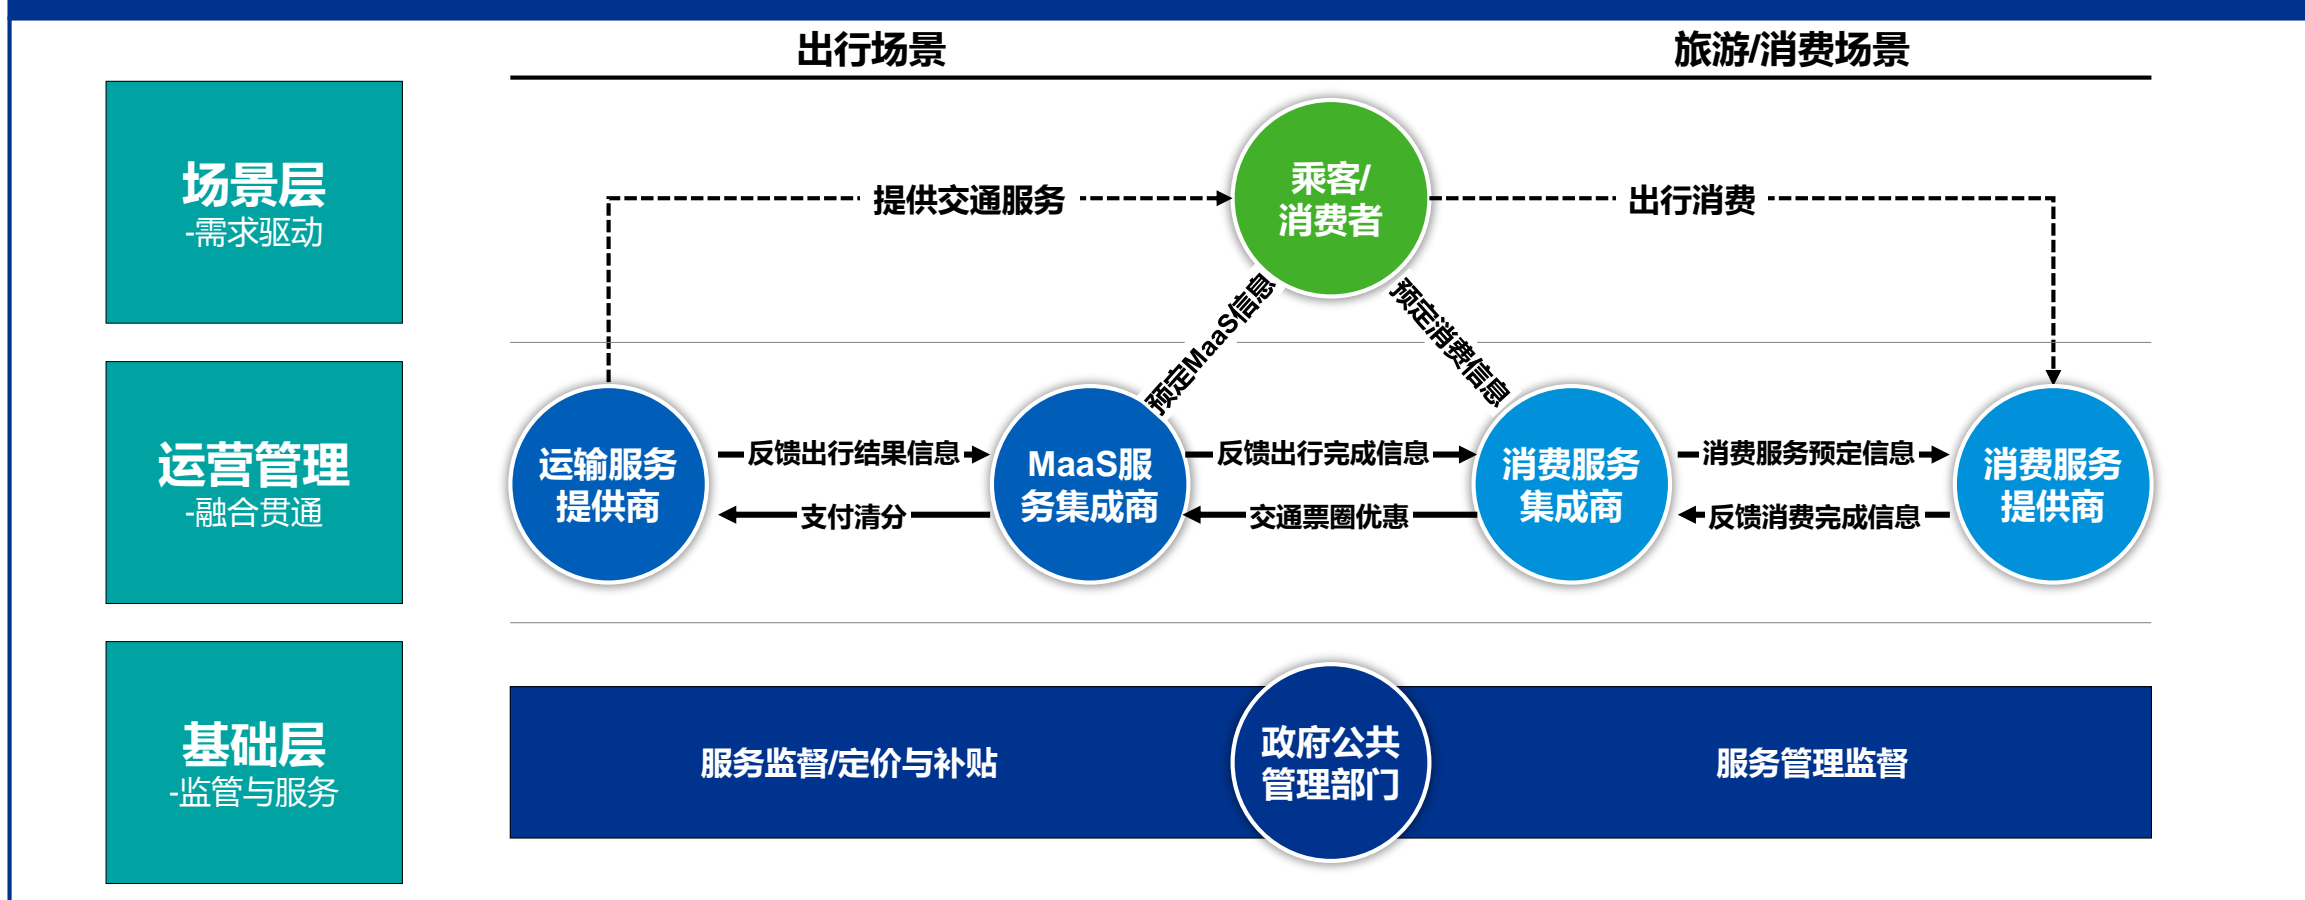 出行场景
旅游/消费场景
场景层
-需求驱动
提供交通服务
乘客/
消费者
出行消费
预定MaaS信息
预定消费信息
运营管理
-融合贯通
运输服务
提供商
反馈出行结果信息
支付清分
MaaS服
务集成商
反馈出行完成信息
交通票圈优惠
消费服务
集成商
消费服务预定信息
反馈消费完成信息
消费服务
提供商
基础层
-监管与服务
服务监督/定价与补贴
政府公共
管理部门
服务管理监督